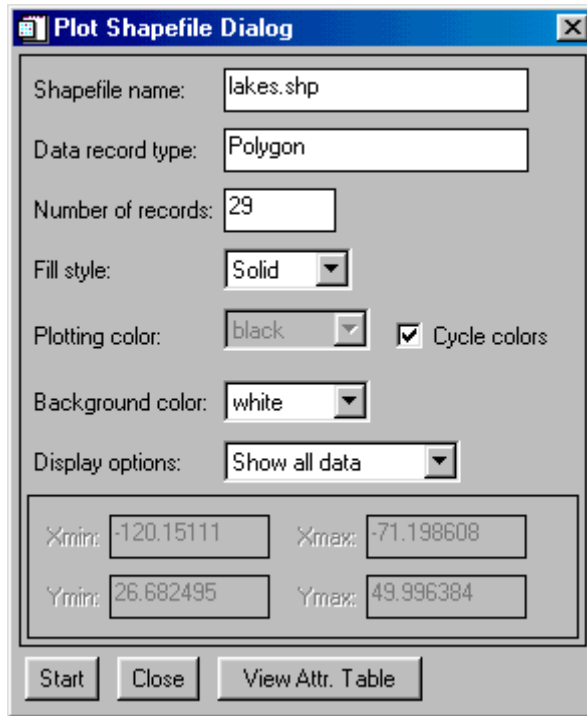 Plot Shapefile Dialog
Shapefile name: lakes.shp
Data record type: Polygon
Number of records: 29
Fill style: Solid
Plotting color: black Cycle colors
Background color: white
Display options: Show all data
Xmin: -120.15111 Xmax: -71.198608
Ymin: 26.682495 Ymax: 49.996384
Start Close View Attr. Table